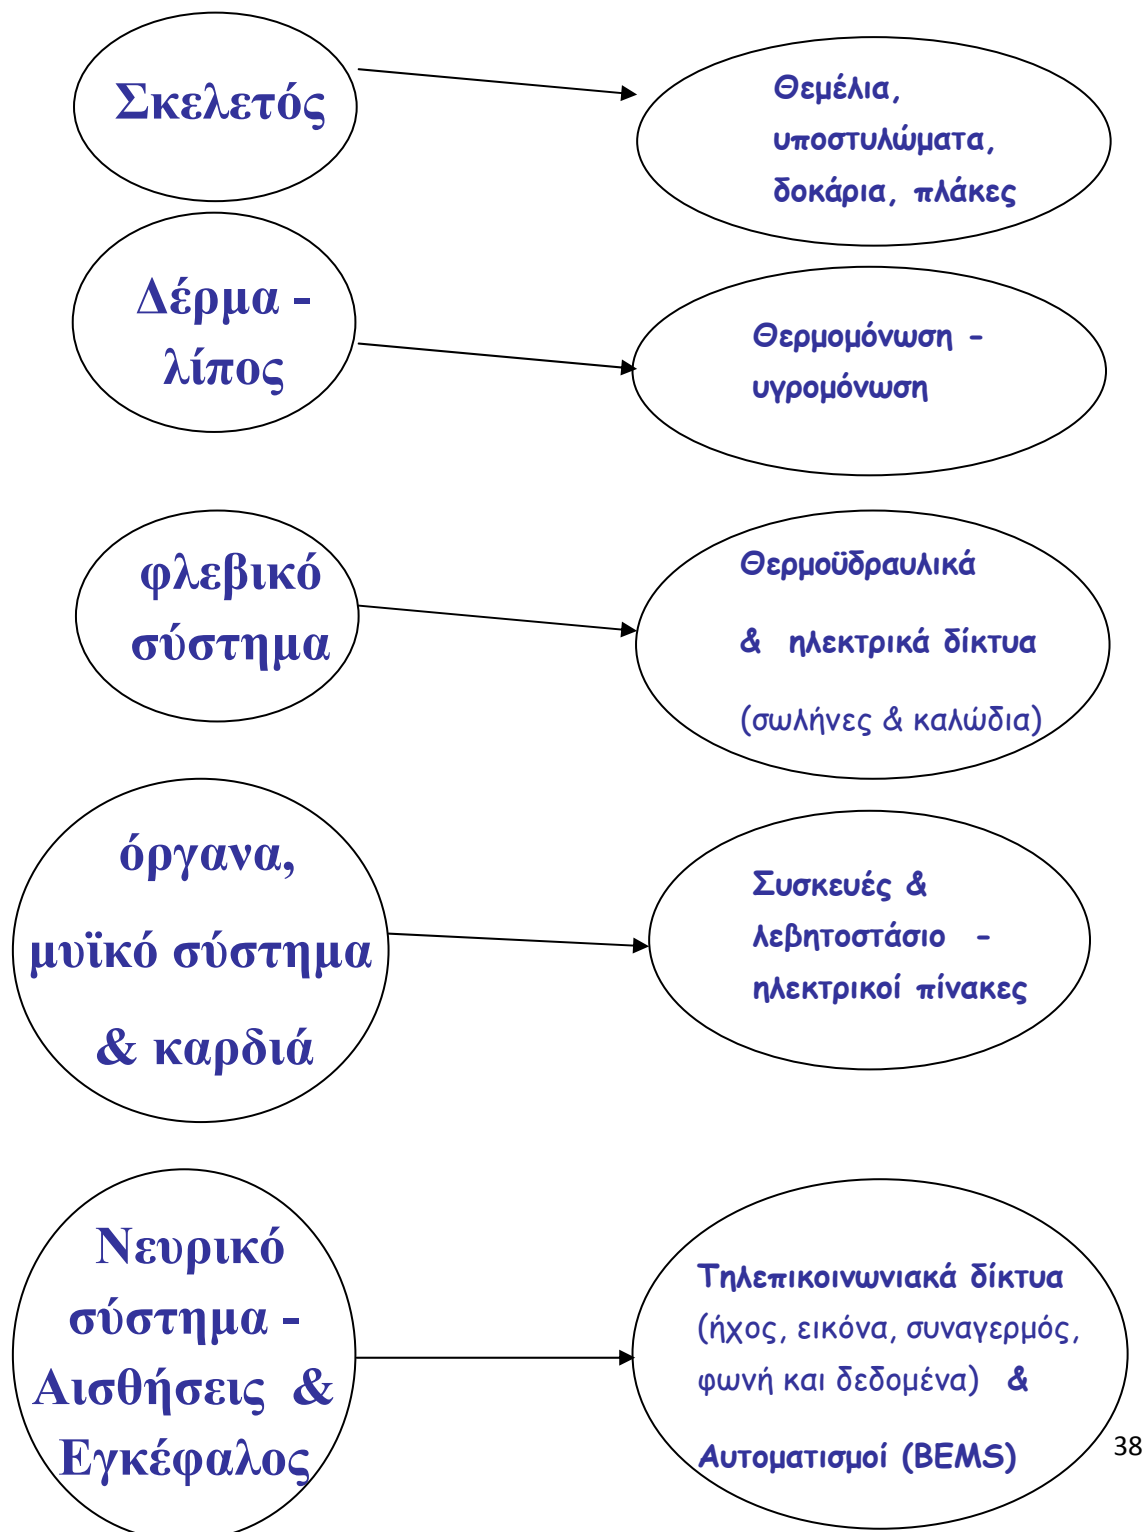 Σκελετός
Θεμέλια,
υποστυλώματα,
δοκάρια, πλάκες
Δέρμα -
λίπος
Θερμομόνωση -
υγρομόνωση
φλεβικό
σύστημα
Θερμοϋδραυλικά
& ηλεκτρικά δίκτυα
(σωλήνες & καλώδια)
όργανα,
μυϊκό σύστημα
& καρδιά
Συσκευές &
λεβητοστάσιο -
ηλεκτρικοί πίνακες
Νευρικό
σύστημα -
Αισθήσεις &
Εγκέφαλος
Τηλεπικοινωνιακά δίκτυα
(ήχος, εικόνα, συναγερμός,
φωνή και δεδομένα) &
Αυτοματισμοί (BEMS)
38